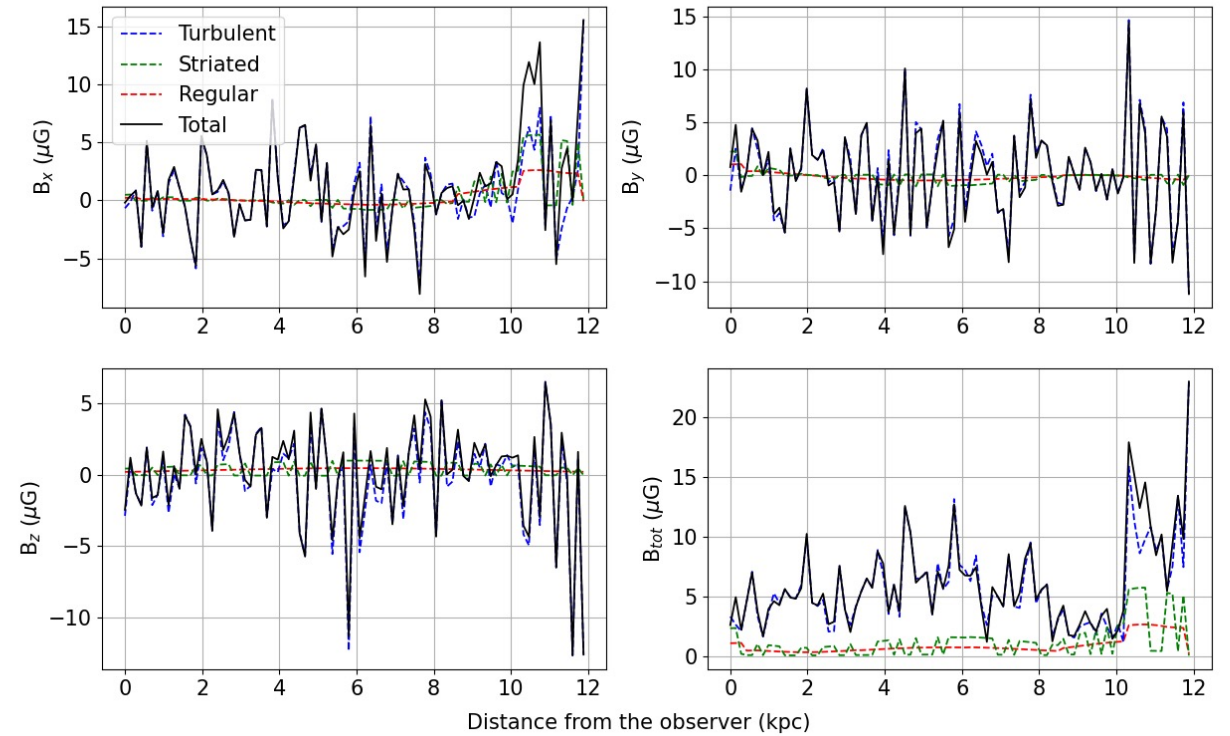 15
10
5
0
−5
B_x (μG)
Turbulent
Striated
Regular
Total
0 2 4 6 8 10 12
15
10
5
0
−5
−10
B_y (μG)
0 2 4 6 8 10 12
5
0
−5
−10
B_z (μG)
0 2 4 6 8 10 12
20
15
10
5
0
B_tot (μG)
0 2 4 6 8 10 12
Distance from the observer (kpc)